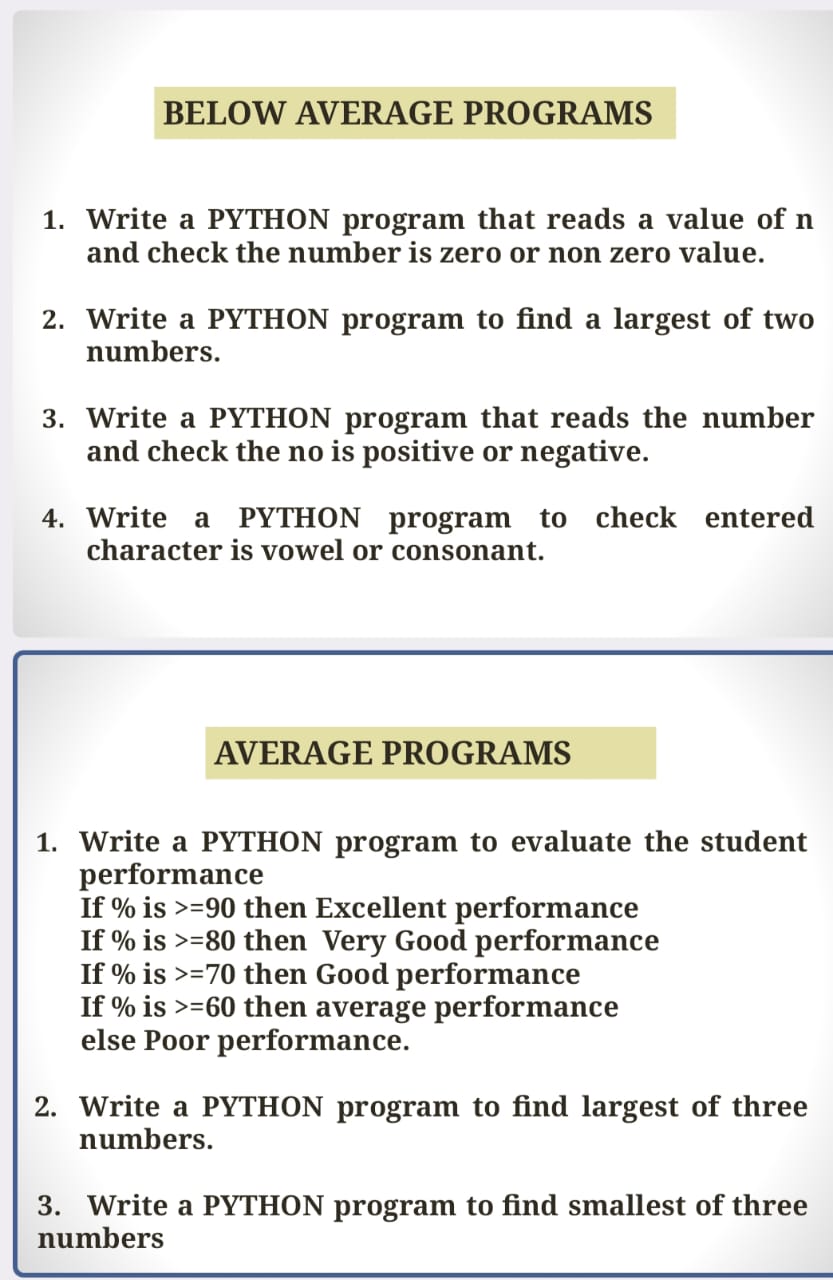 BELOW AVERAGE PROGRAMS
1. Write a PYTHON program that reads a value of n
and check the number is zero or non zero value.
2. Write a PYTHON program to find a largest of two
numbers.
3. Write a PYTHON program that reads the number
and check the no is positive or negative.
4. Write a PYTHON program to check entered
character is vowel or consonant.
AVERAGE PROGRAMS
1. Write a PYTHON program to evaluate the student
performance
If % is >=90 then Excellent performance
If % is >=80 then Very Good performance
If % is >=70 then Good performance
If % is >=60 then average performance
else Poor performance.
2. Write a PYTHON program to find largest of three
numbers.
3. Write a PYTHON program to find smallest of three
numbers